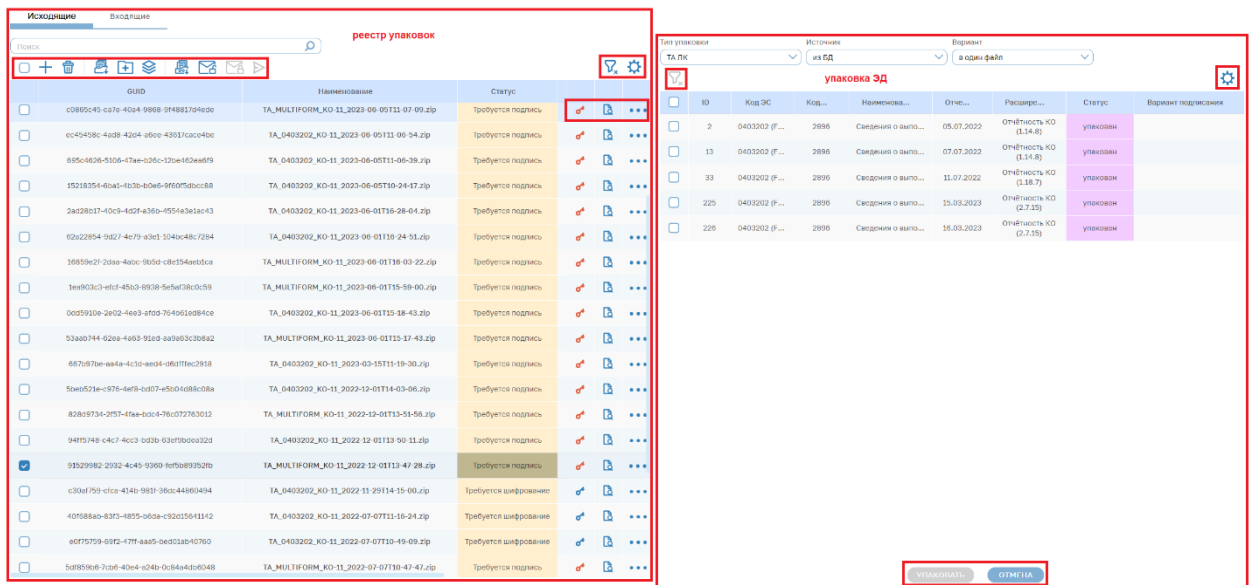 Исходящие Входящие
реестр упаковок
Поиск
GUID Наименование Статус
c0865c45-ca7e-40a4-9868-9f48817d4ede TA_MULTIFORM_KO-11_2023-06-05T11-07-09.zip Требуется подпись
ec45458c-4ad8-42d4-a6ee-43617cace4be TA_0403202_KO-11_2023-06-05T11-06-54.zip Требуется подпись
695c4626-5106-47ae-b26c-12be462ea6f9 TA_0403202_KO-11_2023-06-05T11-06-39.zip Требуется подпись
15218354-6ba1-4b3b-b0e6-9f60f5dbcc88 TA_0403202_KO-11_2023-06-05T10-24-17.zip Требуется подпись
2ad28b17-40c9-4d2f-a36b-4554e3e1ac43 TA_0403202_KO-11_2023-06-01T16-28-04.zip Требуется подпись
62a22854-9d27-4e79-a3e1-104bc48c7284 TA_0403202_KO-11_2023-06-01T16-24-51.zip Требуется подпись
16859e2f-2daa-4abc-9b5d-c8e154aeb1ca TA_MULTIFORM_KO-11_2023-06-01T16-03-22.zip Требуется подпись
1ea903c3-efcf-45b3-8938-5e5af38c0c59 TA_MULTIFORM_KO-11_2023-06-01T15-59-00.zip Требуется подпись
0dd5910e-2e02-4ee3-afdd-764b61ed84ce TA_0403202_KO-11_2023-06-01T15-18-43.zip Требуется подпись
53aab744-62ea-4a63-91ed-aa9a63c3b8a2 TA_MULTIFORM_KO-11_2023-06-01T15-17-43.zip Требуется подпись
667b97be-aa4a-4c1d-aed4-d6dfffec2918 TA_0403202_KO-11_2023-03-15T11-19-30.zip Требуется подпись
5beb521e-c976-4ef8-bd07-e5b04d88c08a TA_0403202_KO-11_2022-12-01T14-03-06.zip Требуется подпись
828d9734-2f57-4fae-bdc4-76c072763012 TA_MULTIFORM_KO-11_2022-12-01T13-51-56.zip Требуется подпись
94ff5748-c4c7-4cc3-bd3b-63ef9bdea32d TA_0403202_KO-11_2022-12-01T13-50-11.zip Требуется подпись
91529982-2932-4c45-9360-fef5b89352fb TA_MULTIFORM_KO-11_2022-12-01T13-47-28.zip Требуется подпись
c30af759-cfca-414b-981f-36dc44860494 TA_0403202_KO-11_2022-11-29T14-15-00.zip Требуется шифрование
40f688ab-83f3-4855-b6da-c92d15641142 TA_0403202_KO-11_2022-07-07T11-16-24.zip Требуется шифрование
e0f75759-69f2-47ff-aaa5-bed01ab40760 TA_0403202_KO-11_2022-07-07T10-49-09.zip Требуется шифрование
5df859b6-7cb6-40e4-a24b-0c84a4db6048 TA_0403202_KO-11_2022-07-07T10-47-47.zip Требуется подпись
Тип упаковки Источник Вариант
ТА ЛК из БД в один файл
упаковка ЭД
ID Код ЭС Код... Наименова... Отче... Расшире... Статус Вариант подписания
2 0403202 (F... 2896 Сведения о выпо... 05.07.2022 Отчётность КО (1.14.8) упакован
13 0403202 (F... 2896 Сведения о выпо... 07.07.2022 Отчётность КО (1.14.8) упакован
33 0403202 (F... 2896 Сведения о выпо... 11.07.2022 Отчётность КО (1.18.7) упакован
225 0403202 (F... 2896 Сведения о выпо... 15.03.2023 Отчётность КО (2.7.15) упакован
226 0403202 (F... 2896 Сведения о выпо... 16.03.2023 Отчётность КО (2.7.15) упакован
УПАКОВАТЬ ОТМЕНА